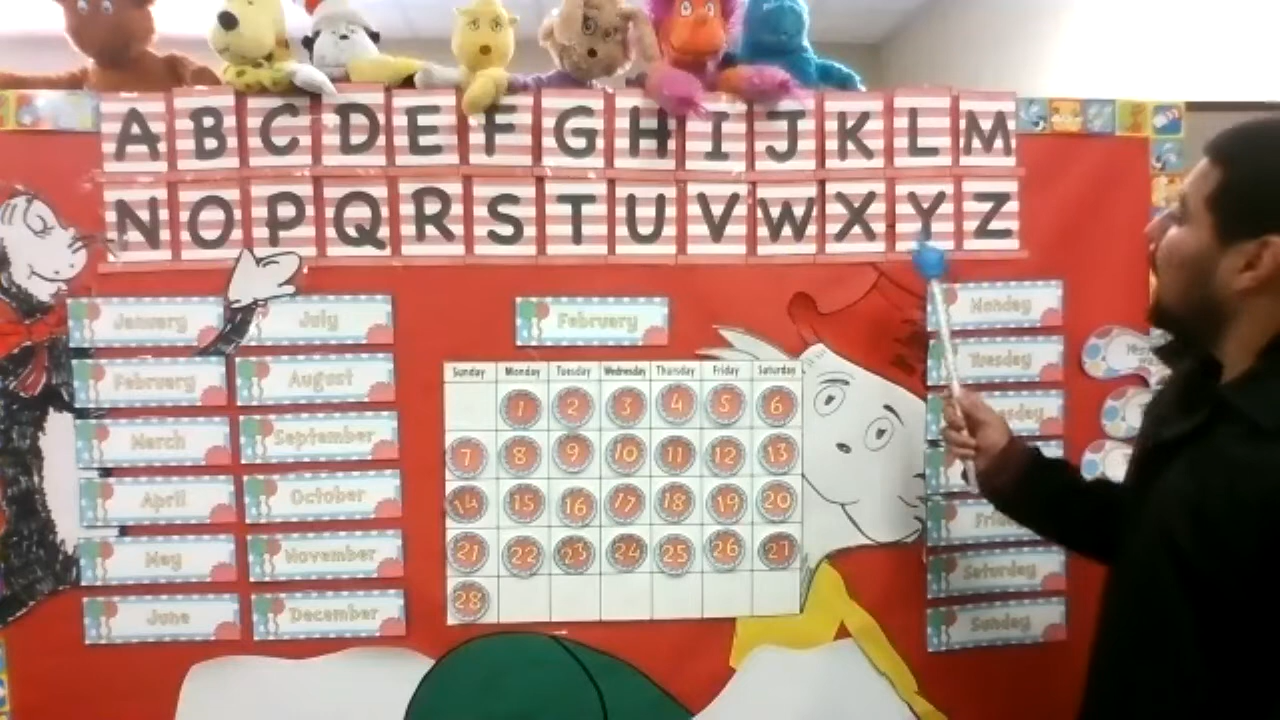 A B C D E F G H I J K L M
N O P Q R S T U V W X Y Z
January
February
March
April
May
June
July
August
September
October
November
December
February
Sunday Monday Tuesday Wednesday Thursday Friday Saturday
1 2 3 4 5 6
7 8 9 10 11 12 13
14 15 16 17 18 19 20
21 22 23 24 25 26 27
28
Monday
Tuesday
Saturday
Sunday